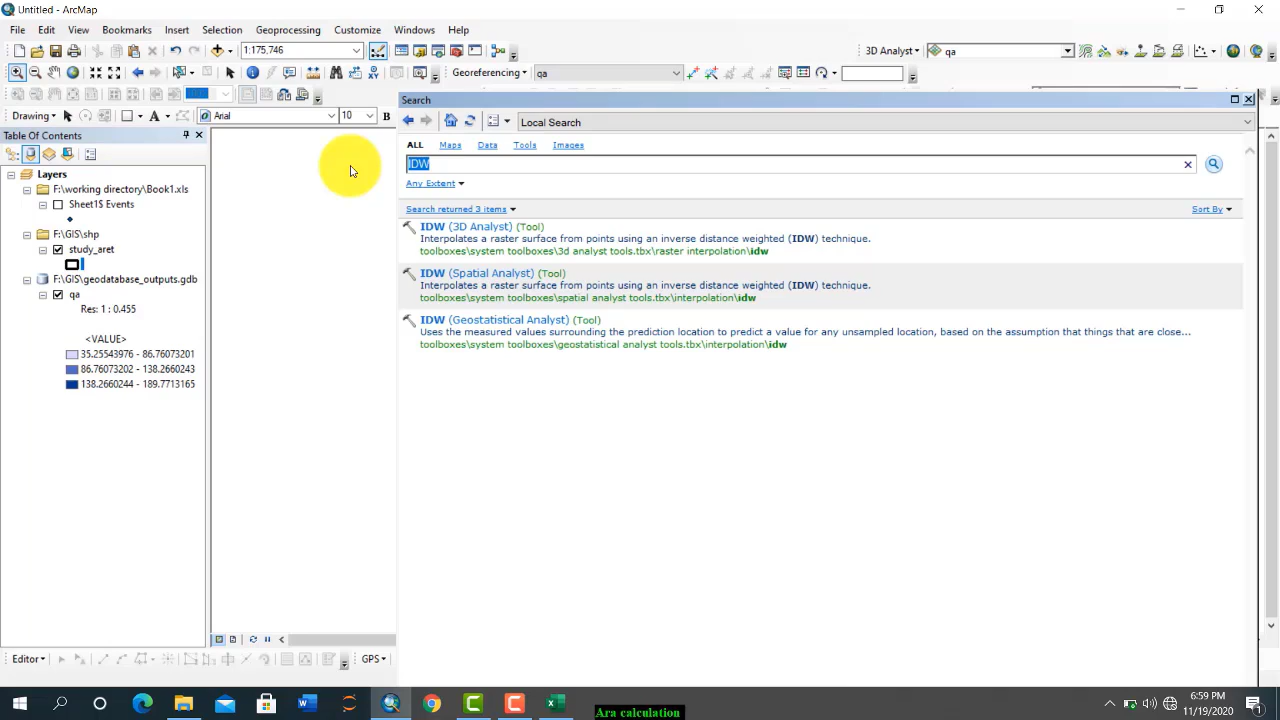 Untitled - ArcMap
File Edit View Bookmarks Insert Selection Geoprocessing Customize Windows Help
1:175,746
3D Analyst
qa
Georeferencing
qa
Drawing
Arial
10
B
Table Of Contents
Layers
F:\working directory\Book1.xls
Sheet1$ Events
F:\GIS\shp
study_aret
F:\GIS\geodatabase_outputs.gdb
qa
Res: 1 : 0.455
<VALUE>
35.25543976 - 86.76073201
86.76073202 - 138.2660243
138.2660244 - 189.7713165
Search
Local Search
ALL Maps Data Tools Images
IDW
Any Extent
Search returned 3 items
Sort By
IDW (3D Analyst) (Tool)
Interpolates a raster surface from points using an inverse distance weighted (IDW) technique.
toolboxes\system toolboxes\3d analyst tools.tbx\raster interpolation\idw
IDW (Spatial Analyst) (Tool)
Interpolates a raster surface from points using an inverse distance weighted (IDW) technique.
toolboxes\system toolboxes\spatial analyst tools.tbx\interpolation\idw
IDW (Geostatistical Analyst) (Tool)
Uses the measured values surrounding the prediction location to predict a value for any unsampled location, based on the assumption that things that are close...
toolboxes\system toolboxes\geostatistical analyst tools.tbx\interpolation\idw
Editor
GPS
6:59 PM
11/19/2020
Ara calculation